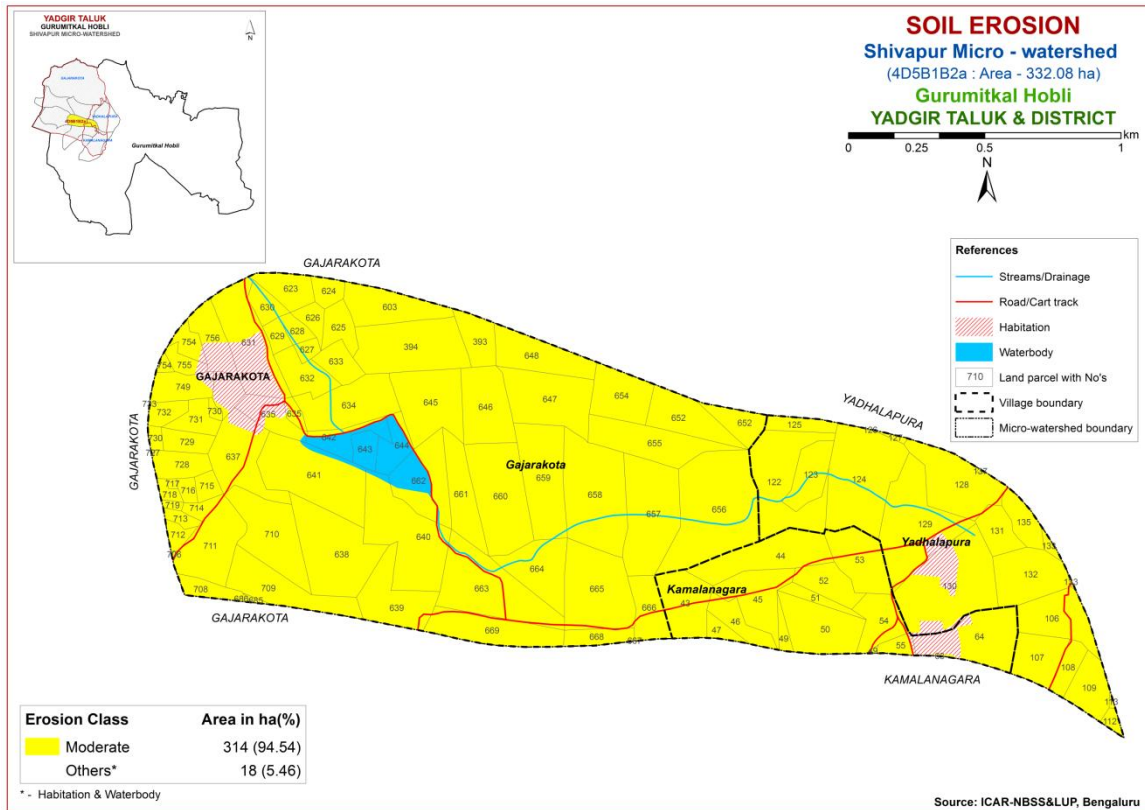 YADGIR TALUK
GURUMITKAL HOBLI
SHIVAPUR MICRO-WATERSHED
N
GAJARAKOTA
Gurumitkal Hobli
SOIL EROSION
Shivapur Micro - watershed
(4D5B1B2a : Area - 332.08 ha)
Gurumitkal Hobli
YADGIR TALUK & DISTRICT
km
0 0.25 0.5 1
N
References
Streams/Drainage
Road/Cart track
Habitation
Waterbody
710 Land parcel with No's
Village boundary
Micro-watershed boundary
GAJARAKOTA
623 624
630 603
626
625
628
629
756 631
754
394 393
627
648
633
754 755
GAJARAKOTA
632
749
654
647
645
646
634
733
732
730
731
635 635
652 652
YADHALAPURA
125 126
127
730
729
642
644
655
GAJARAKOTA
727
637
643
728
641
Gajarakota
659
662
661
660
658
122
123
124
137
128
717
716
715
718
719
714
713
657
656
712
711
710
640
129
135
131
Yadhalapura
638
664
44
53
132
663
665
52
130
708 709
685
Kamalanagara
43
45
51
106
GAJARAKOTA
639
666
46
54
669
668
47
49
50
55
64
107
108
KAMALANAGARA
109
113
112
Erosion Class Area in ha(%)
Moderate 314 (94.54)
Others* 18 (5.46)
* - Habitation & Waterbody
Source: ICAR-NBSS&LUP, Bengaluru